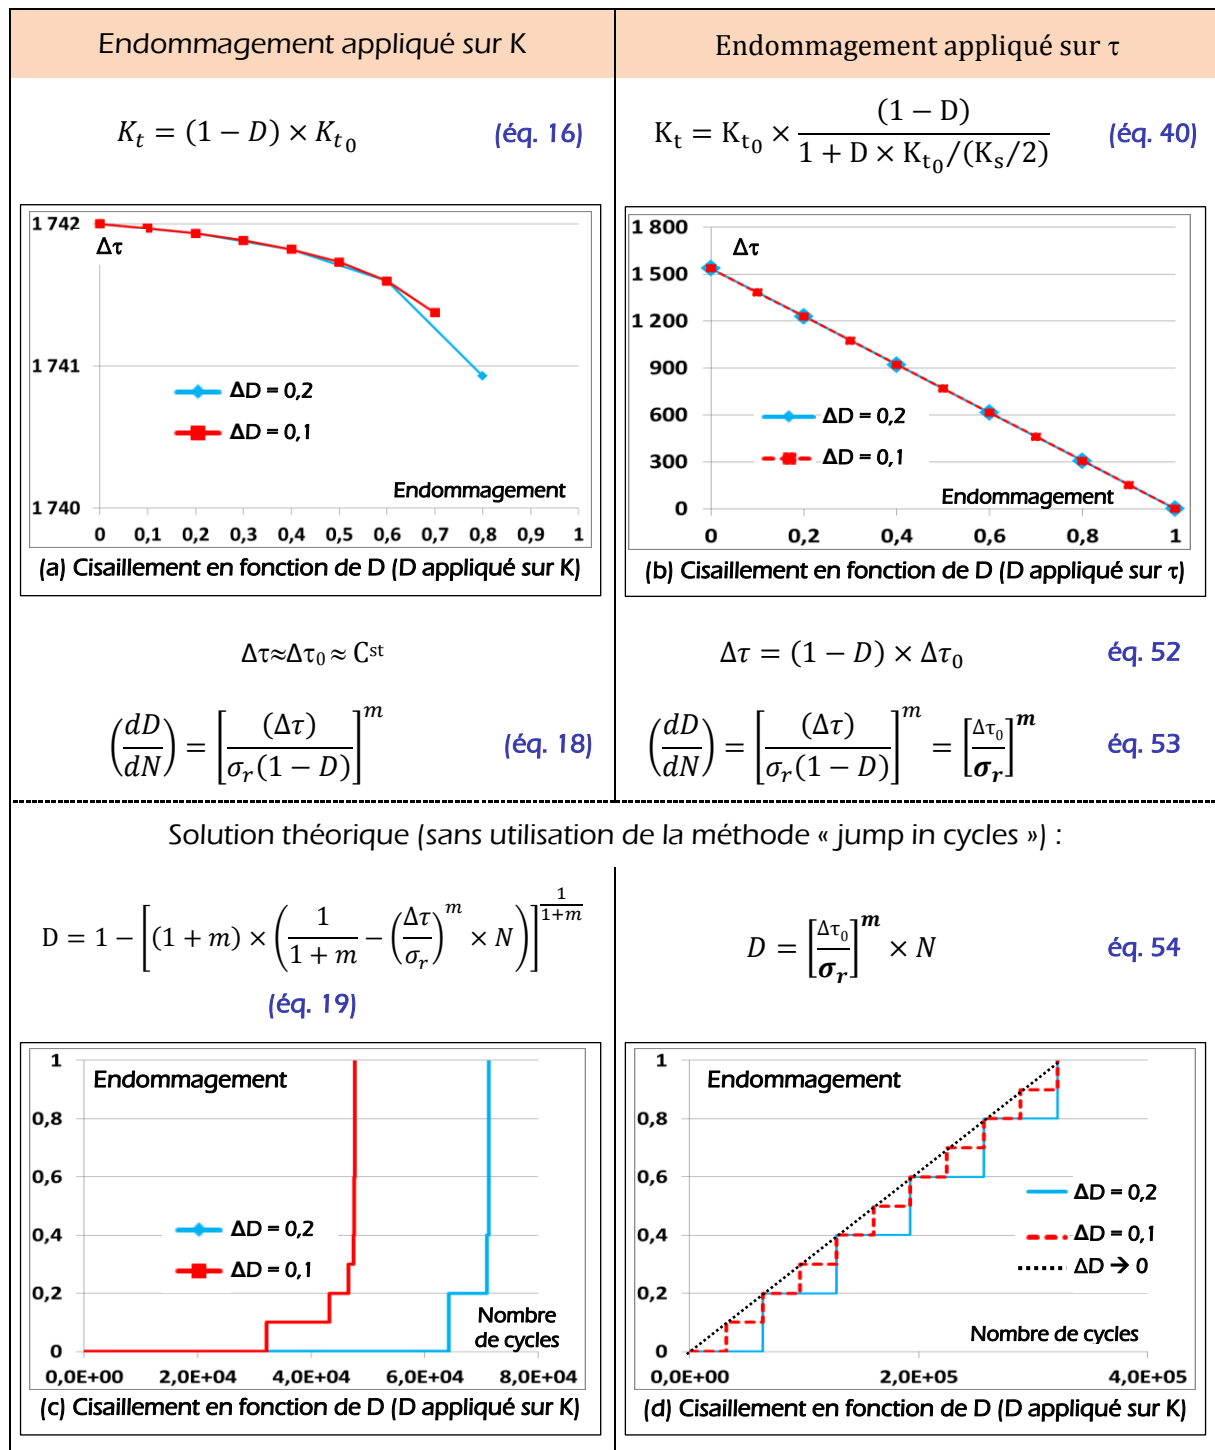 Endommagement appliqué sur K
Endommagement appliqué sur τ
K_t = (1 − D) × K_{t_0} (éq. 16)
K_t = K_{t_0} × (1 − D) / (1 + D × K_{t_0}/(K_s/2)) (éq. 40)
1 742
Δτ
1 741
ΔD = 0,2
ΔD = 0,1
Endommagement
1 740
0 0,1 0,2 0,3 0,4 0,5 0,6 0,7 0,8 0,9 1
(a) Cisaillement en fonction de D (D appliqué sur K)
1 800
Δτ
1 500
1 200
900
600
ΔD = 0,2
ΔD = 0,1
300
Endommagement
0
0 0,2 0,4 0,6 0,8 1
(b) Cisaillement en fonction de D (D appliqué sur τ)
Δτ≈Δτ₀ ≈ Cˢᵗ
Δτ = (1 − D) × Δτ₀ éq. 52
(dD/dN) = [(Δτ) / σ_r(1 − D)]^m (éq. 18)
(dD/dN) = [(Δτ) / σ_r(1 − D)]^m = [Δτ₀/σ_r]^m éq. 53
Solution théorique (sans utilisation de la méthode « jump in cycles ») :
D = 1 − [(1 + m) × (1/(1 + m) − (Δτ/σ_r)^m × N)]^{1/(1+m)}
(éq. 19)
D = [Δτ₀/σ_r]^m × N éq. 54
1
Endommagement
0,8
0,6
0,4
ΔD = 0,2
ΔD = 0,1
0,2
Nombre
de cycles
0
0,0E+00 2,0E+04 4,0E+04 6,0E+04 8,0E+04
(c) Cisaillement en fonction de D (D appliqué sur K)
1
Endommagement
0,8
0,6
ΔD = 0,2
0,4
ΔD = 0,1
ΔD → 0
0,2
Nombre de cycles
0
0,0E+00 2,0E+05 4,0E+05
(d) Cisaillement en fonction de D (D appliqué sur K)